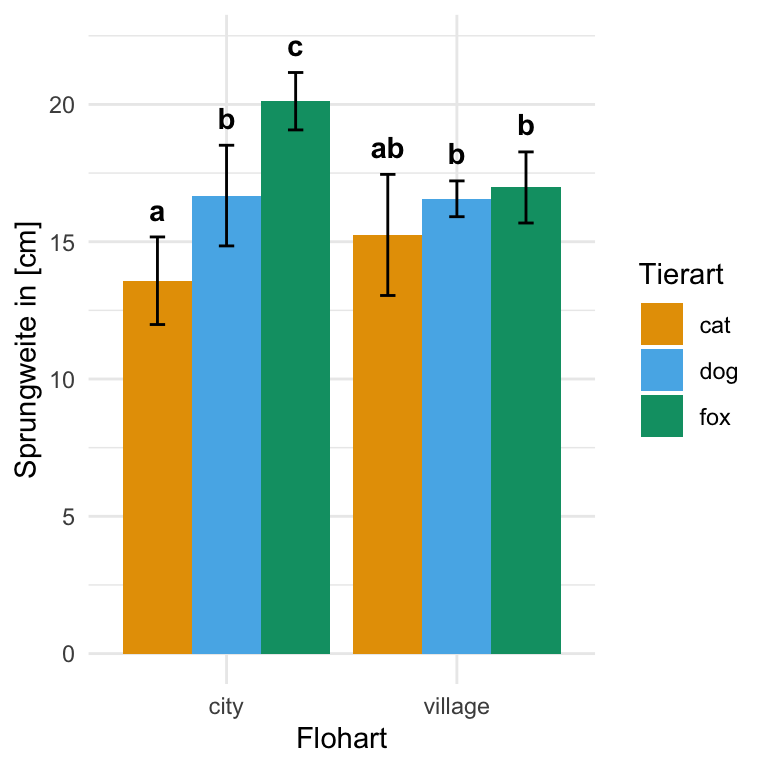 c
20
b
ab
b
b
a
15
10
5
0
Sprungweite in [cm]
city
village
Flohart
Tierart
cat
dog
fox